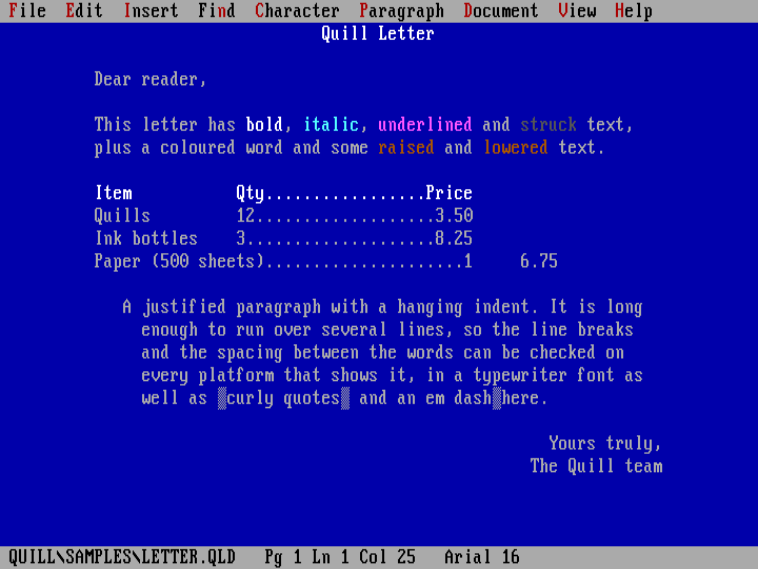 File Edit Insert Find Character Paragraph Document View Help
Quill Letter
Dear reader,
This letter has bold, italic, underlined and struck text,
plus a coloured word and some raised and lowered text.
Item Qty.................Price
Quills 12...................3.50
Ink bottles 3....................8.25
Paper (500 sheets).....................1 6.75
A justified paragraph with a hanging indent. It is long
enough to run over several lines, so the line breaks
and the spacing between the words can be checked on
every platform that shows it, in a typewriter font as
well as ▒curly quotes▒ and an em dash▒here.
Yours truly,
The Quill team
QUILL\SAMPLES\LETTER.QLD Pg 1 Ln 1 Col 25 Arial 16